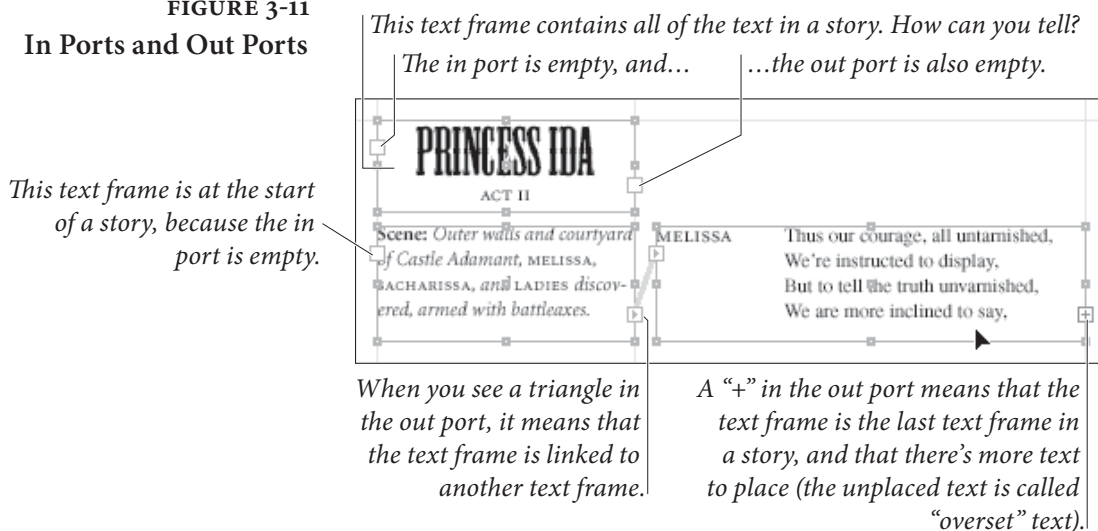 FIGURE 3-11
In Ports and Out Ports
This text frame contains all of the text in a story. How can you tell?
The in port is empty, and…
…the out port is also empty.
PRINCESS IDA
ACT II
This text frame is at the start
of a story, because the in
port is empty.
Scene: Outer walls and courtyard
of Castle Adamant, MELISSA,
SACHARISSA, and LADIES discov-
ered, armed with battleaxes.
MELISSA Thus our courage, all untarnished,
We're instructed to display,
But to tell the truth unvarnished,
We are more inclined to say,
When you see a triangle in
the out port, it means that
the text frame is linked to
another text frame.
A “+” in the out port means that the
text frame is the last text frame in
a story, and that there's more text
to place (the unplaced text is called
“overset” text).